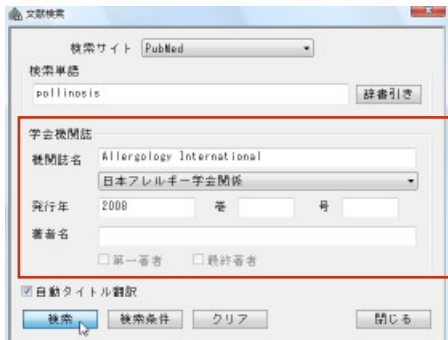 文献検索
検索サイト PubMed
検索単語
pollinosis 辞書引き
学会機関誌
機関誌名 Allergology International
日本アレルギー学会関係
発行年 2008 巻 号
著者名
第一著者 最終著者
自動タイトル翻訳
検索 検索条件 クリア 閉じる